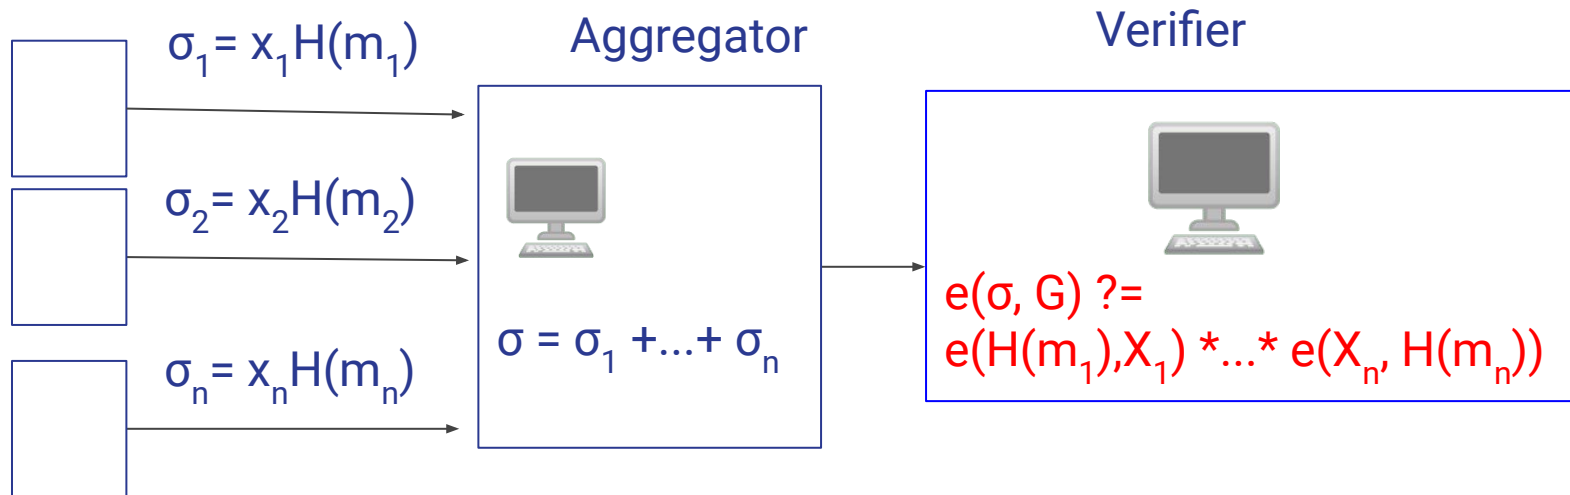 σ₁= x₁H(m₁)
Aggregator
Verifier
σ₂= x₂H(m₂)
σₙ= xₙH(mₙ)
σ = σ₁ +...+ σₙ
e(σ, G) ?=
e(H(m₁),X₁) *...* e(Xₙ, H(mₙ))